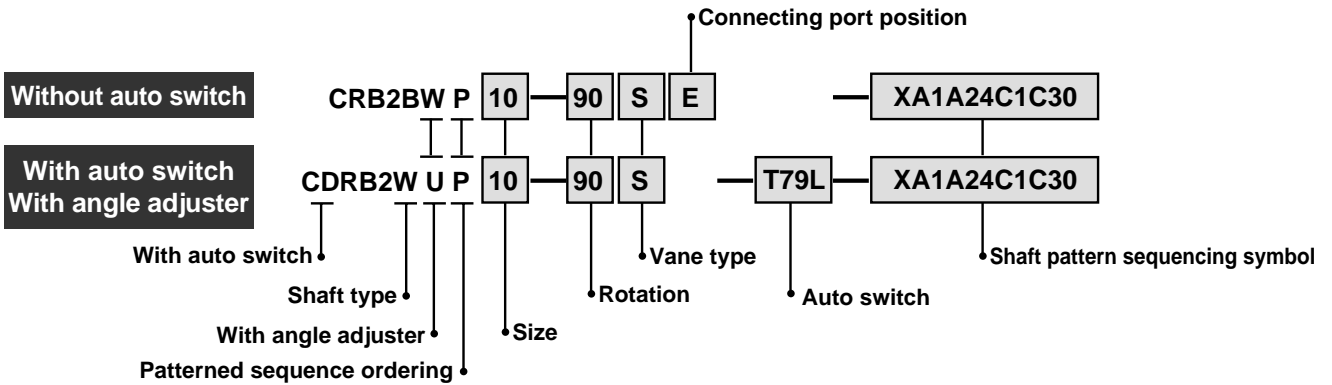 Connecting port position
Without auto switch CRB2BW P 10 90 S E XA1A24C1C30
With auto switch
With angle adjuster
CDRB2W U P 10 90 S T79L XA1A24C1C30
With auto switch Vane type Shaft pattern sequencing symbol
Shaft type Rotation Auto switch
With angle adjuster Size
Patterned sequence ordering